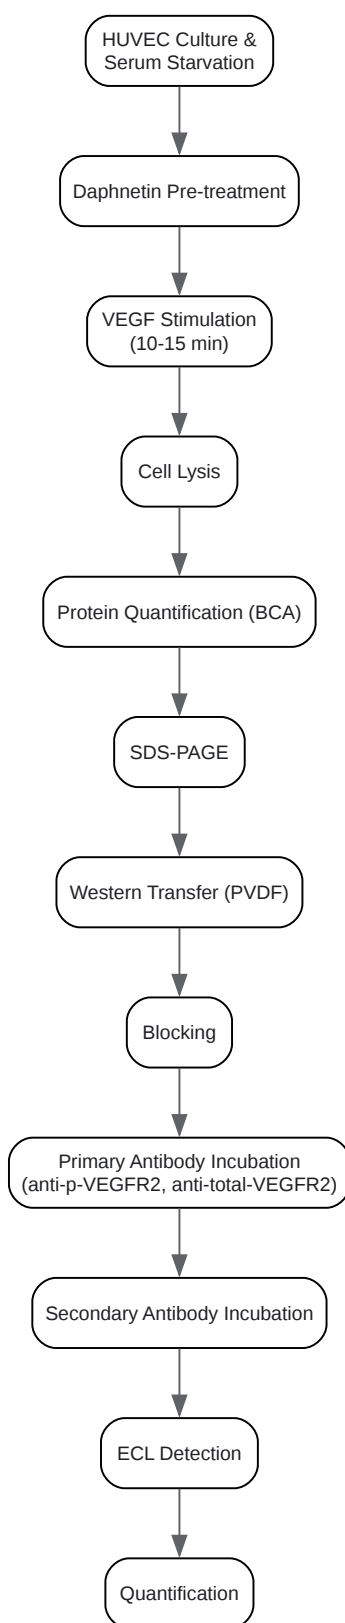 HUVEC Culture &
Serum Starvation
Daphnetin Pre-treatment
VEGF Stimulation
(10-15 min)
Cell Lysis
Protein Quantification (BCA)
SDS-PAGE
Western Transfer (PVDF)
Blocking
Primary Antibody Incubation
(anti-p-VEGFR2, anti-total-VEGFR2)
Secondary Antibody Incubation
ECL Detection
Quantification